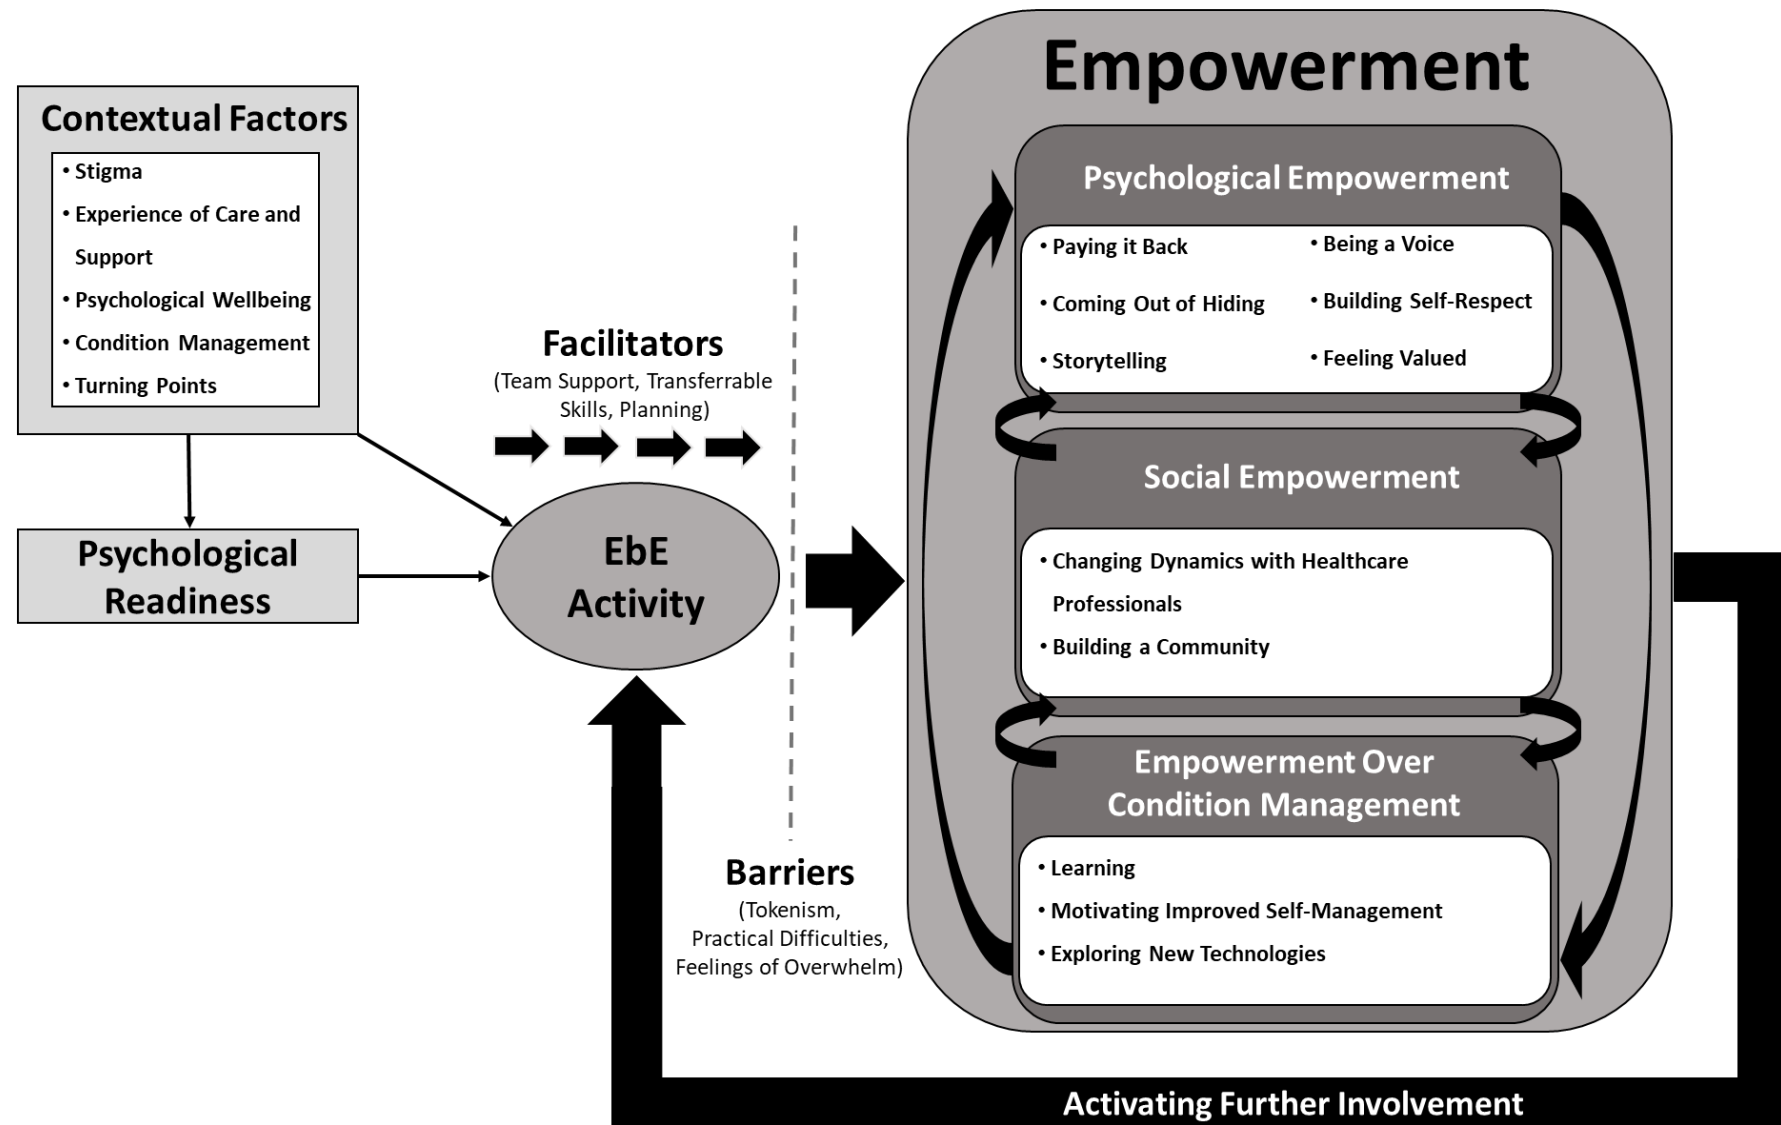 Empowerment
Contextual Factors
• Stigma
• Experience of Care and
Support
• Psychological Wellbeing
• Condition Management
• Turning Points
Psychological
Readiness
Facilitators
(Team Support, Transferrable
Skills, Planning)
EbE
Activity
Barriers
(Tokenism,
Practical Difficulties,
Feelings of Overwhelm)
Psychological Empowerment
• Paying it Back
• Coming Out of Hiding
• Storytelling
• Being a Voice
• Building Self-Respect
• Feeling Valued
Social Empowerment
• Changing Dynamics with Healthcare
Professionals
• Building a Community
Empowerment Over
Condition Management
• Learning
• Motivating Improved Self-Management
• Exploring New Technologies
Activating Further Involvement